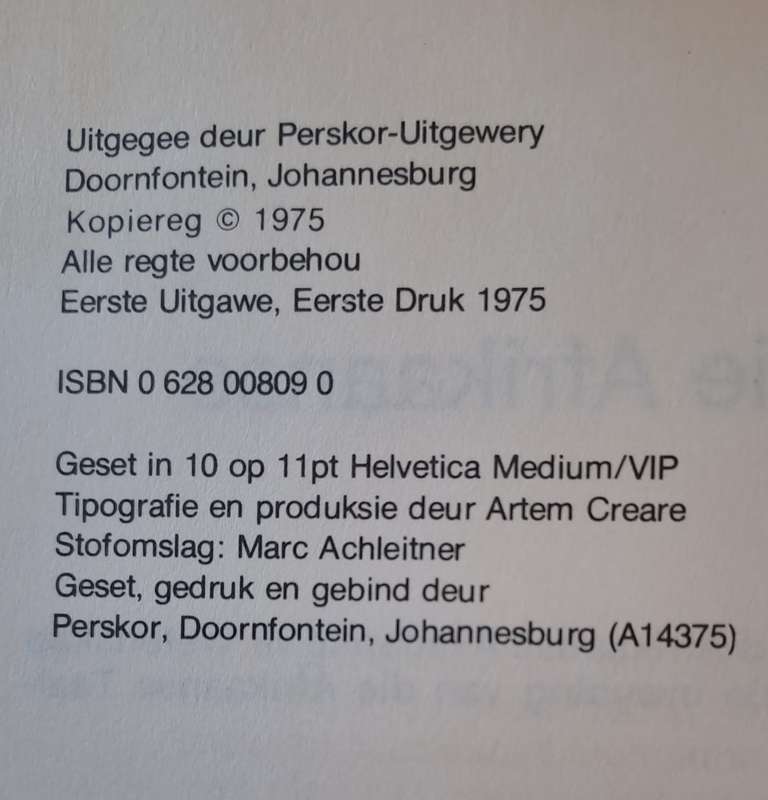 Uitgegee deur Perskor-Uitgewery
Doornfontein, Johannesburg
Kopiereg © 1975
Alle regte voorbehou
Eerste Uitgawe, Eerste Druk 1975
ISBN 0 628 00809 0
Geset in 10 op 11pt Helvetica Medium/VIP
Tipografie en produksie deur Artem Creare
Stofomslag: Marc Achleitner
Geset, gedruk en gebind deur
Perskor, Doornfontein, Johannesburg (A14375)